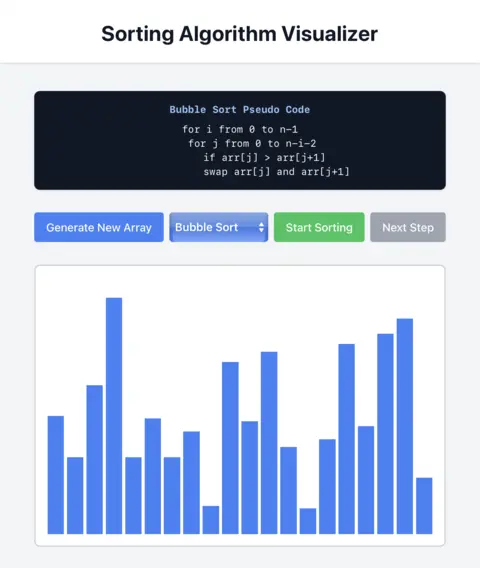 Sorting Algorithm Visualizer
Bubble Sort Pseudo Code
for i from 0 to n-1
for j from 0 to n-i-2
if arr[j] > arr[j+1]
swap arr[j] and arr[j+1]
Generate New Array
Bubble Sort
Start Sorting
Next Step